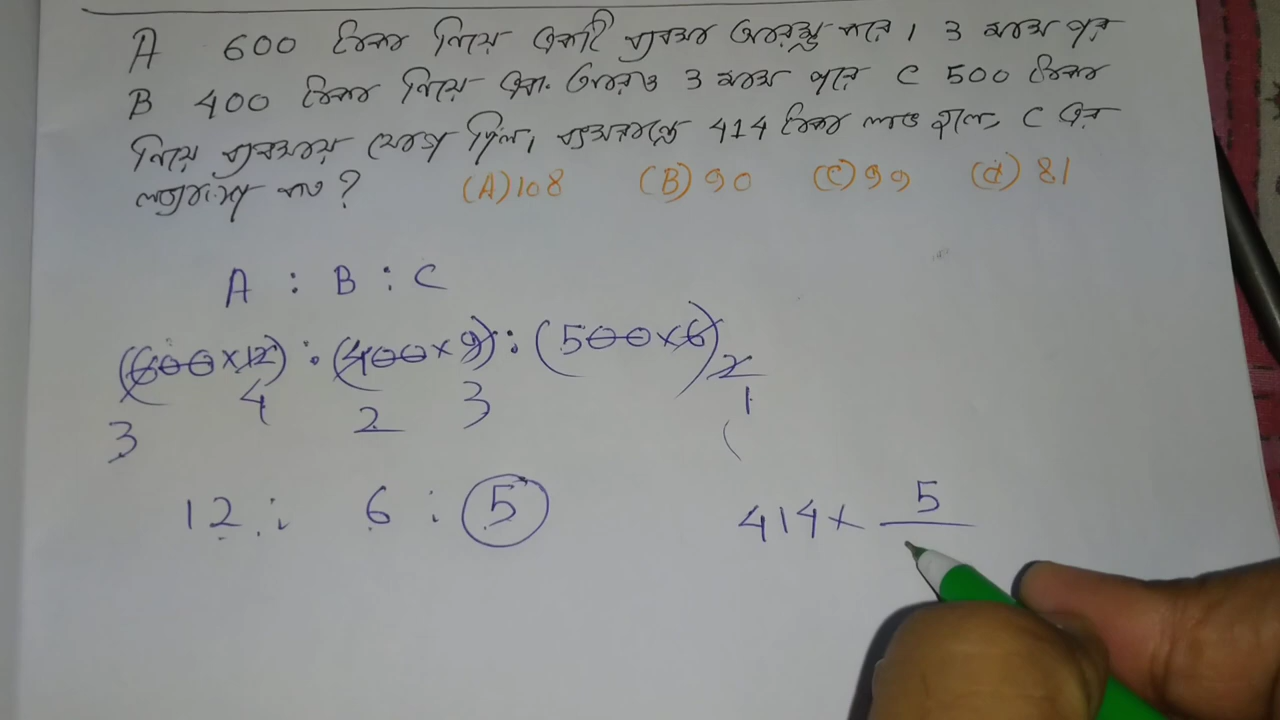 A 600 টাকা নিয়ে একটি ব্যবসা আরম্ভ করে। 3 মাস পর
B 400 টাকা নিয়ে এবং আরও 3 মাস পরে C 500 টাকা
নিয়ে ব্যবসায় যোগ দিল। বৎসরান্তে 414 টাকা লাভ হলে, C এর
লভ্যাংশ কত? (A) 108 (B) 90 (C) 99 (d) 81
A : B : C
(600×12) : (400×9) : (500×6)
4 3 2 1
3 2
12 : 6 : 5
414× 5